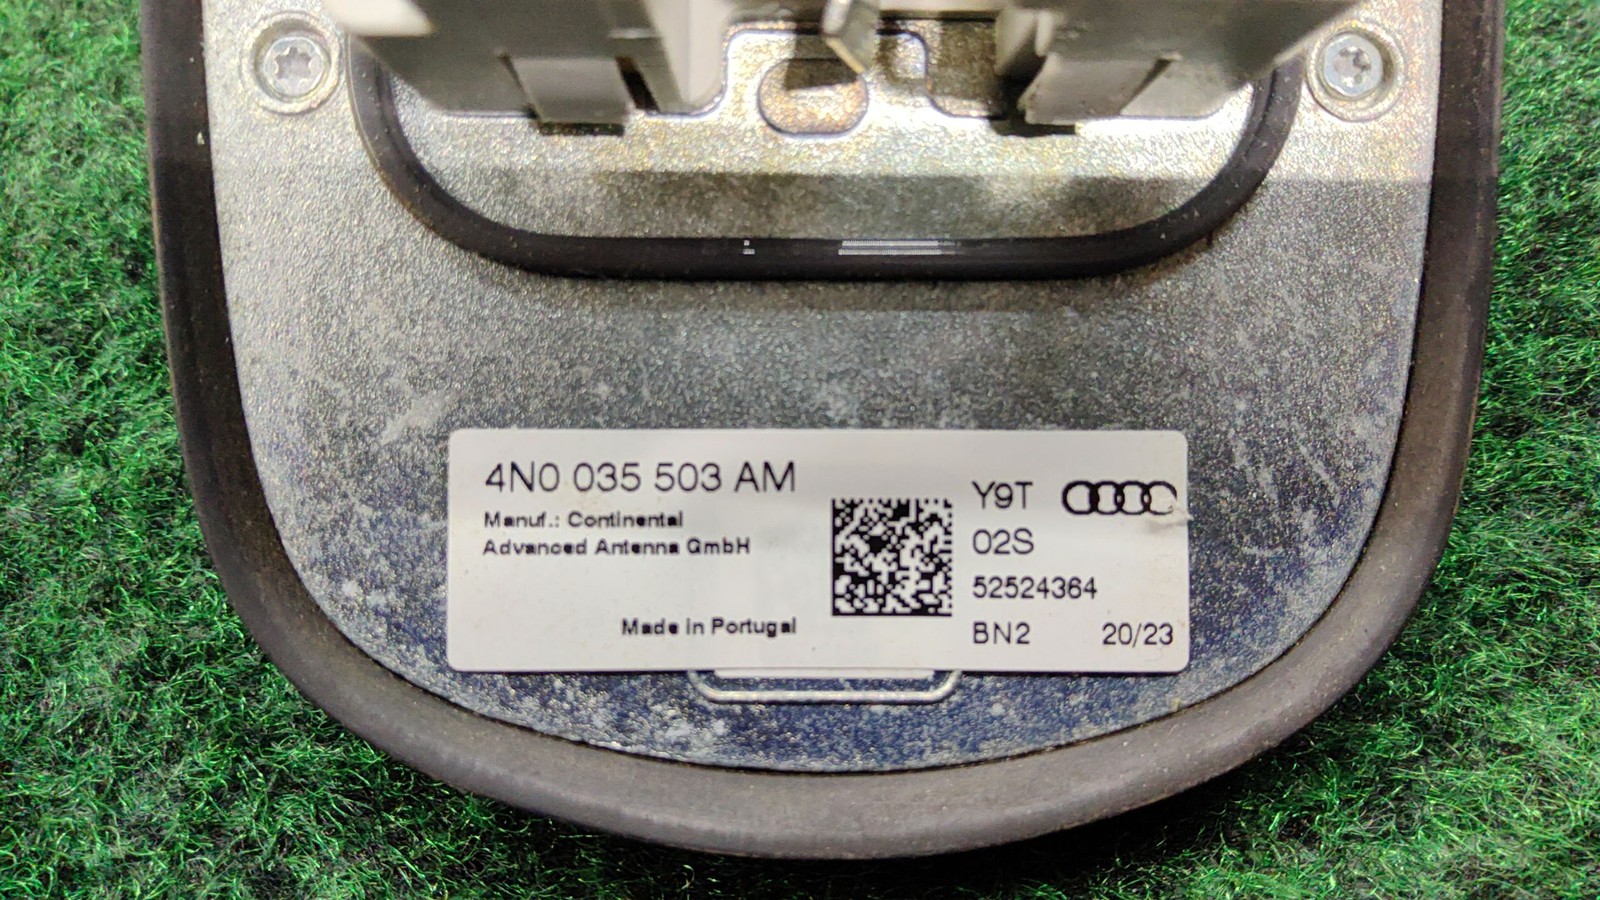 4N0 035 503 AM
Manuf.: Continental
Advanced Antenna GmbH
Made in Portugal
Y9T
02S
52524364
BN2 20/23